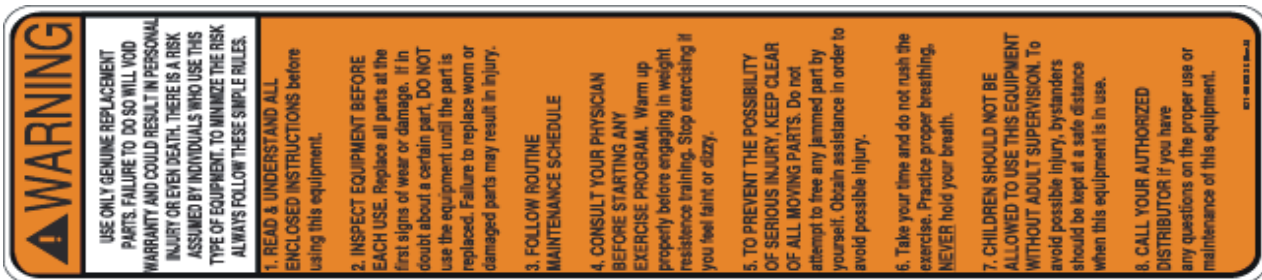 WARNING
USE ONLY GENUINE REPLACEMENT
PARTS. FAILURE TO DO SO WILL VOID
WARRANTY AND COULD RESULT IN PERSONAL
INJURY OR EVEN DEATH. THERE IS A RISK
ASSUMED BY INDIVIDUALS WHO USE THIS
TYPE OF EQUIPMENT. TO MINIMIZE THE RISK
ALWAYS FOLLOW THESE SIMPLE RULES.
1. READ & UNDERSTAND ALL
ENCLOSED INSTRUCTIONS before
using this equipment.
2. INSPECT EQUIPMENT BEFORE
EACH USE. Replace all parts at the
first signs of wear or damage. If in
doubt about a certain part, DO NOT
use the equipment until the part is
replaced. Failure to replace worn or
damaged parts may result in injury.
3. FOLLOW ROUTINE
MAINTENANCE SCHEDULE
4. CONSULT YOUR PHYSICIAN
BEFORE STARTING ANY
EXERCISE PROGRAM. Warm up
properly before engaging in weight
resistence training. Stop exercising if
you feel faint or dizzy.
5. TO PREVENT THE POSSIBILITY
OF SERIOUS INJURY, KEEP CLEAR
OF ALL MOVING PARTS. Do not
attempt to free any jammed part by
yourself. Obtain assistance in order to
avoid possible injury.
6. Take your time and do not rush the
exercise. Practice proper breathing,
NEVER hold your breath.
7. CHILDREN SHOULD NOT BE
ALLOWED TO USE THIS EQUIPMENT
WITHOUT ADULT SUPERVISION. To
avoid possible injury, bystanders
should be kept at a safe distance
when this equipment is in use.
8. CALL YOUR AUTHORIZED
DISTRIBUTOR if you have
any questions on the proper use or
maintenance of this equipment.